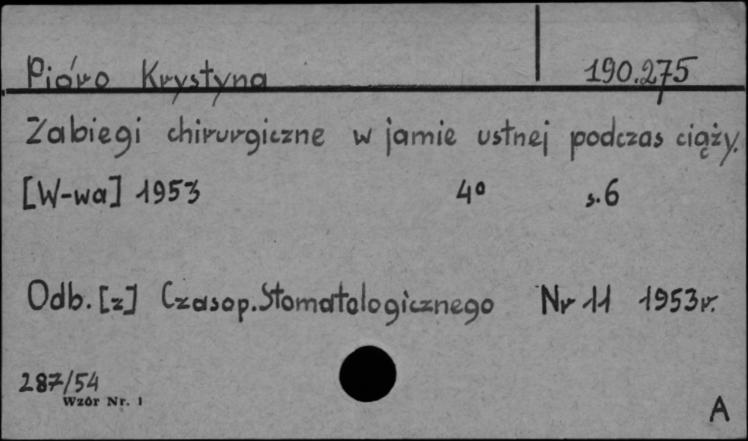 Pióro Krystyna 190.275
Zabiegi chirurgiczne w jamie ustnej podczas ciąży.
[W-wa] 1953 4° s.6
Odb. [z] Czasop. Stomatologicznego Nr 11 1953r.
287/54
Wzór Nr. 1
A